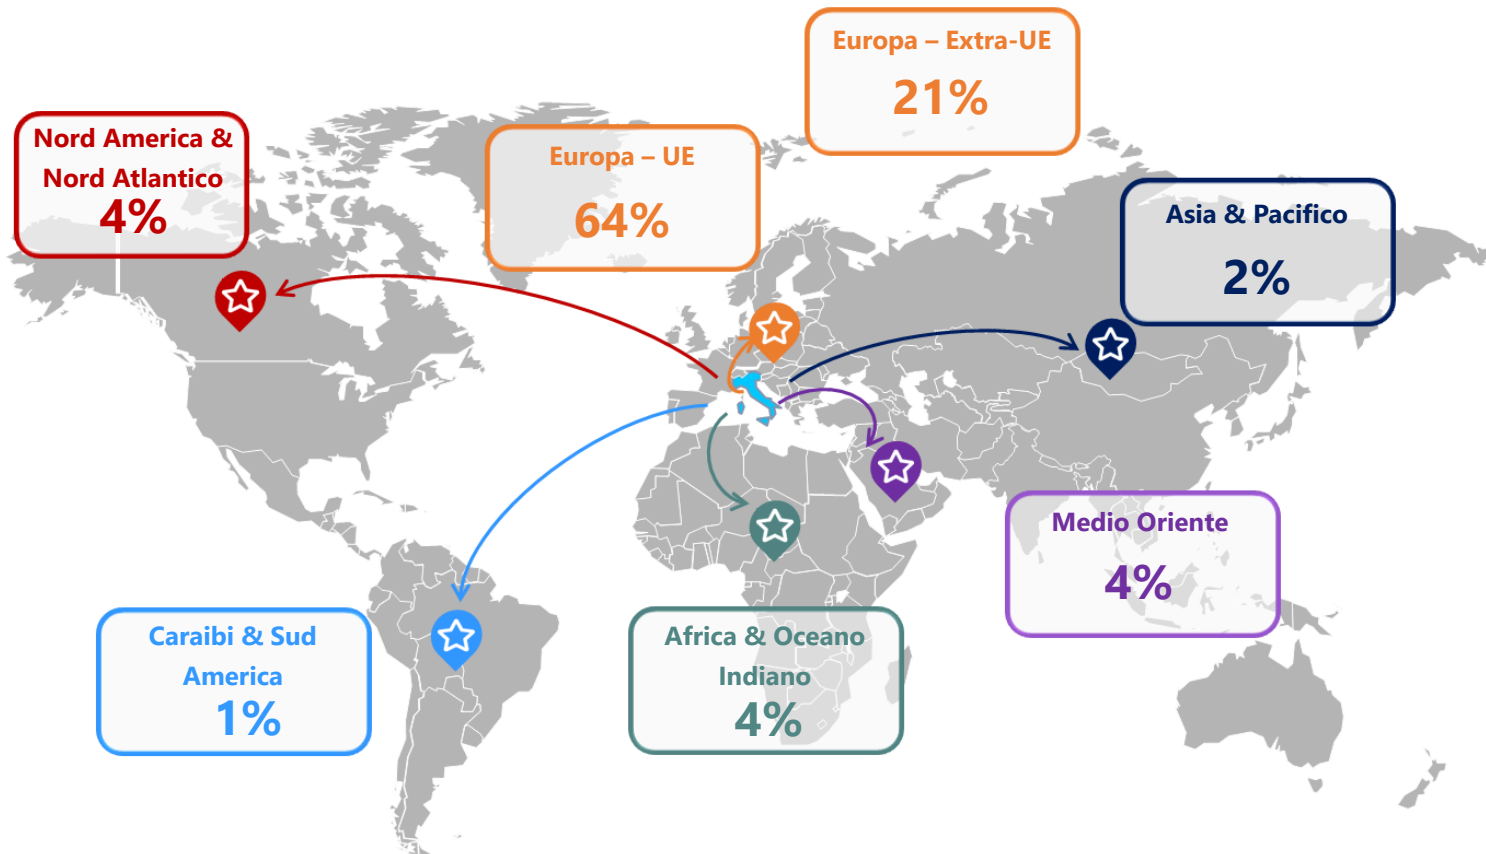 Europa – Extra-UE
21%
Nord America &
Nord Atlantico
4%
Europa – UE
64%
Asia & Pacifico
2%
Medio Oriente
4%
Caraibi & Sud
America
1%
Africa & Oceano
Indiano
4%